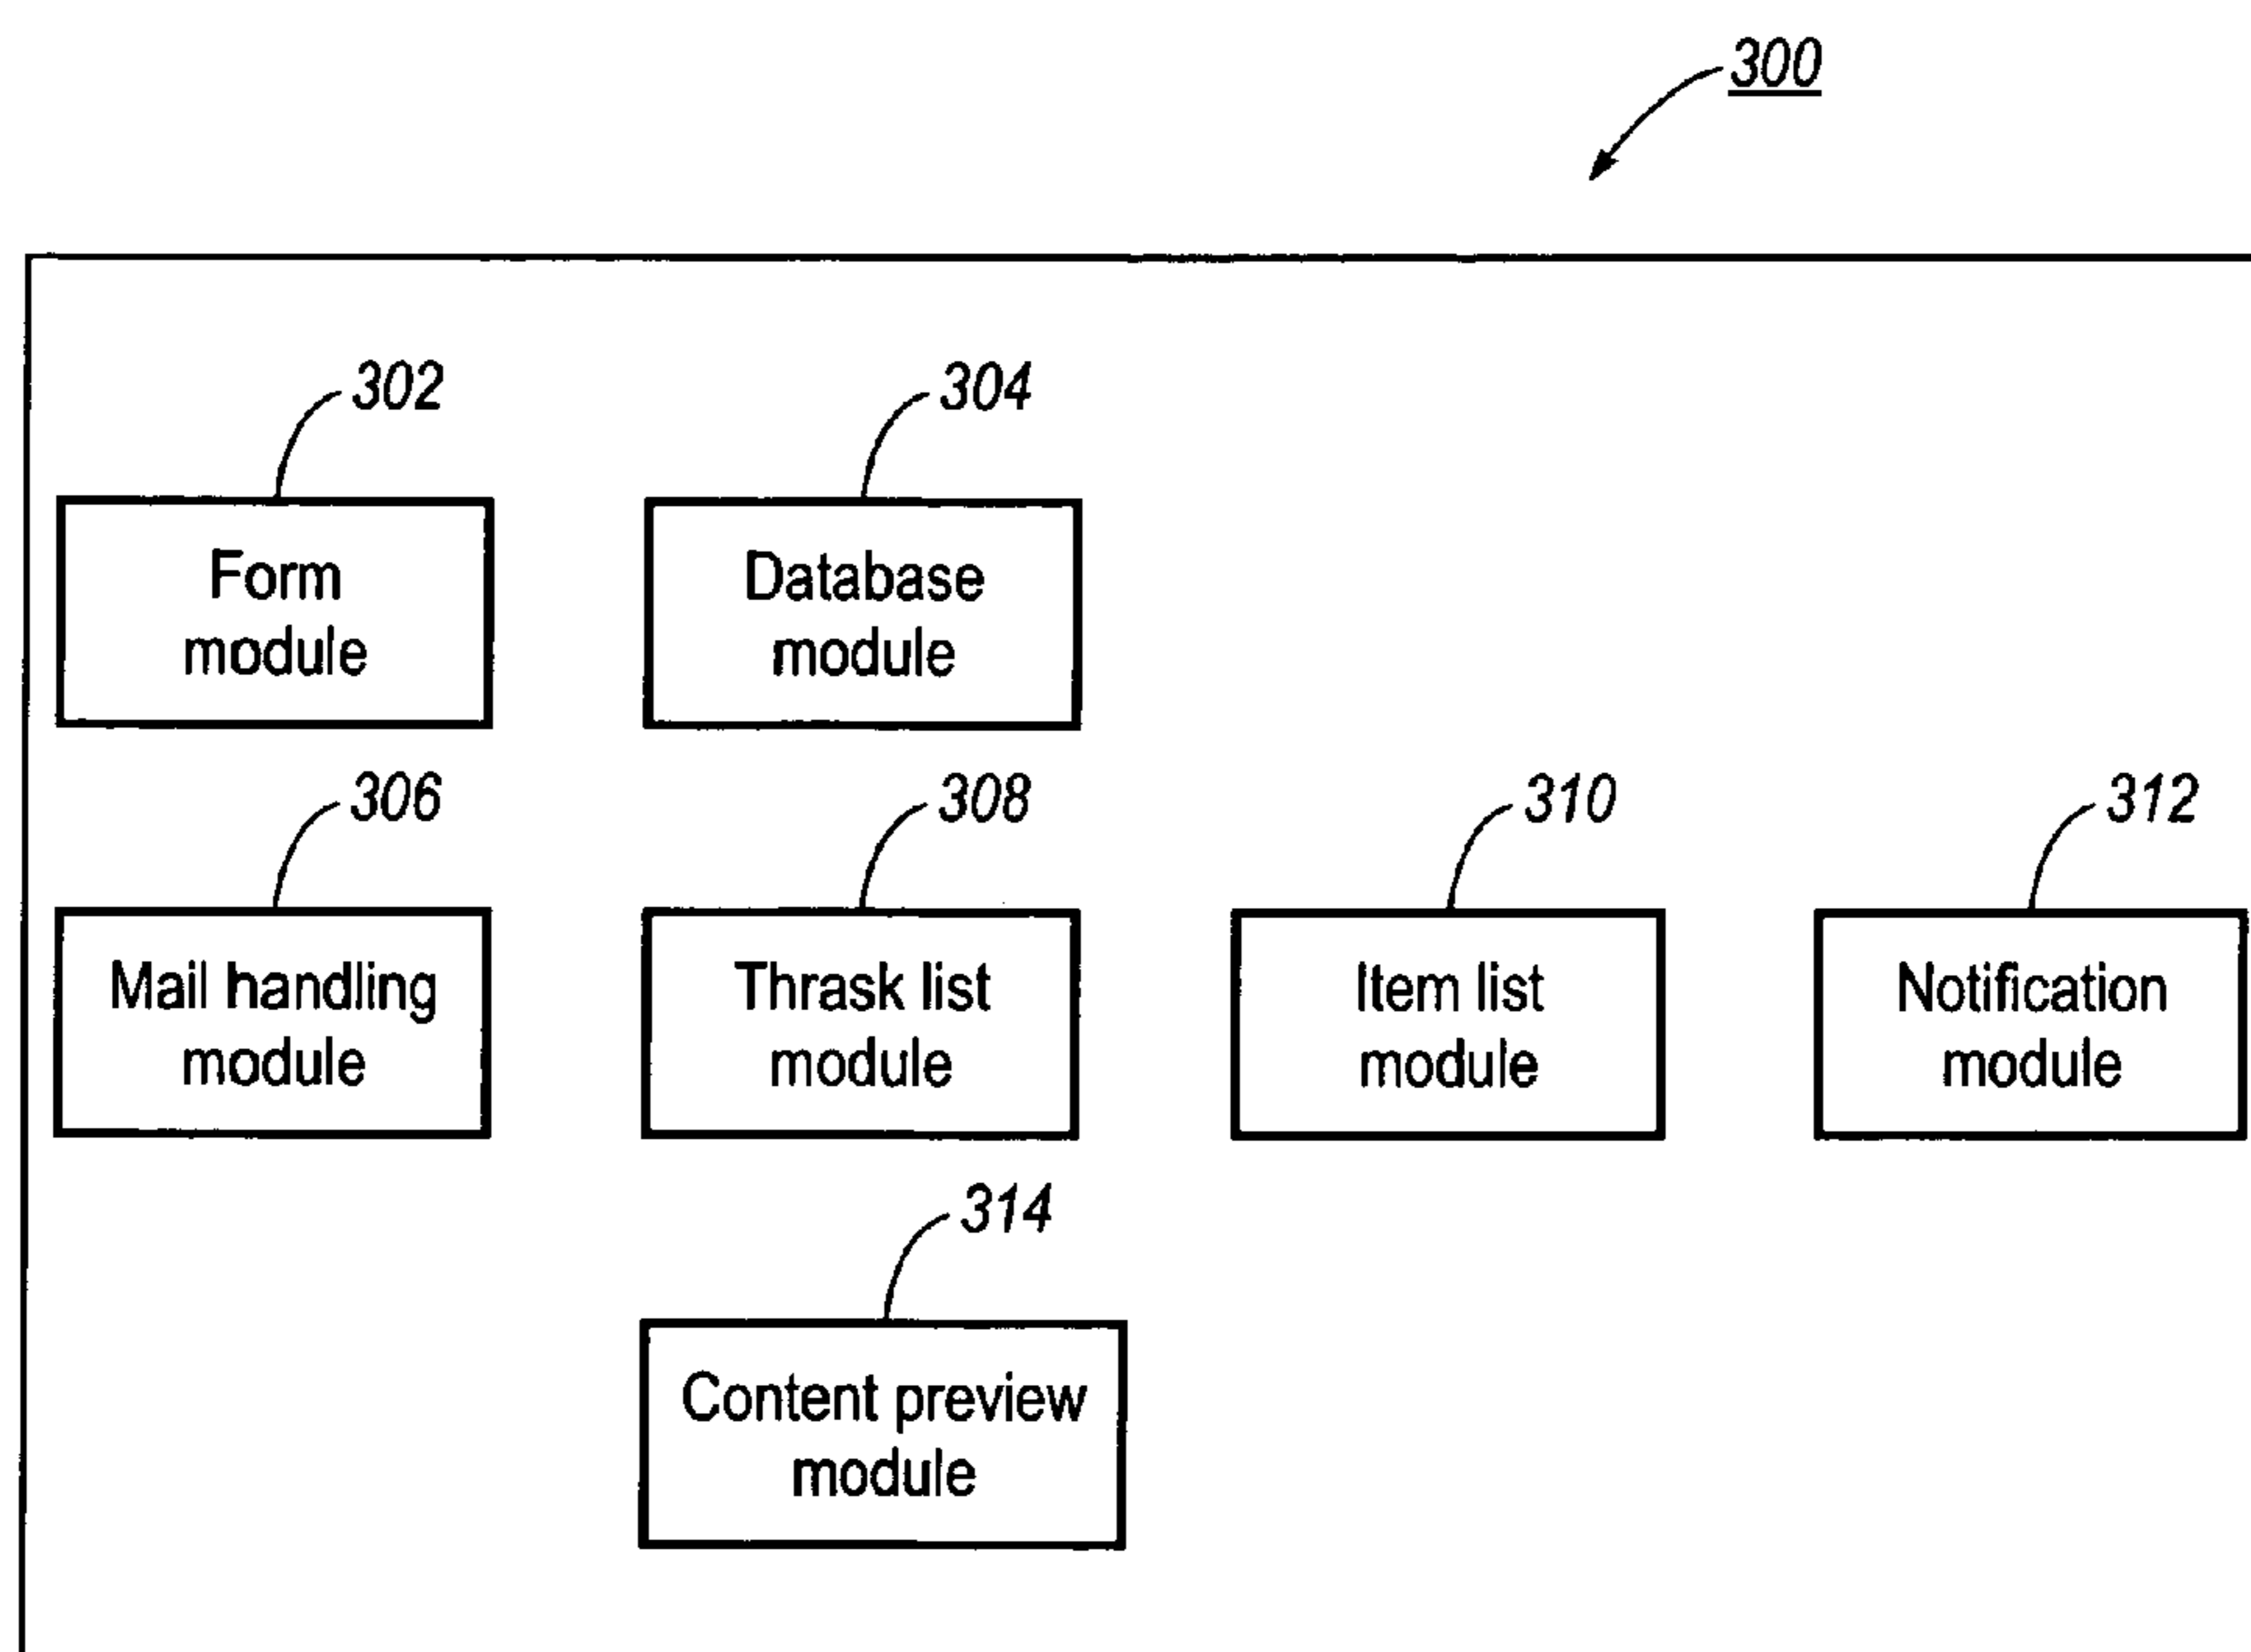 300
302
304
Form
module
Database
module
306
308
310
312
Mail handling
module
Thrask list
module
Item list
module
Notification
module
314
Content preview
module